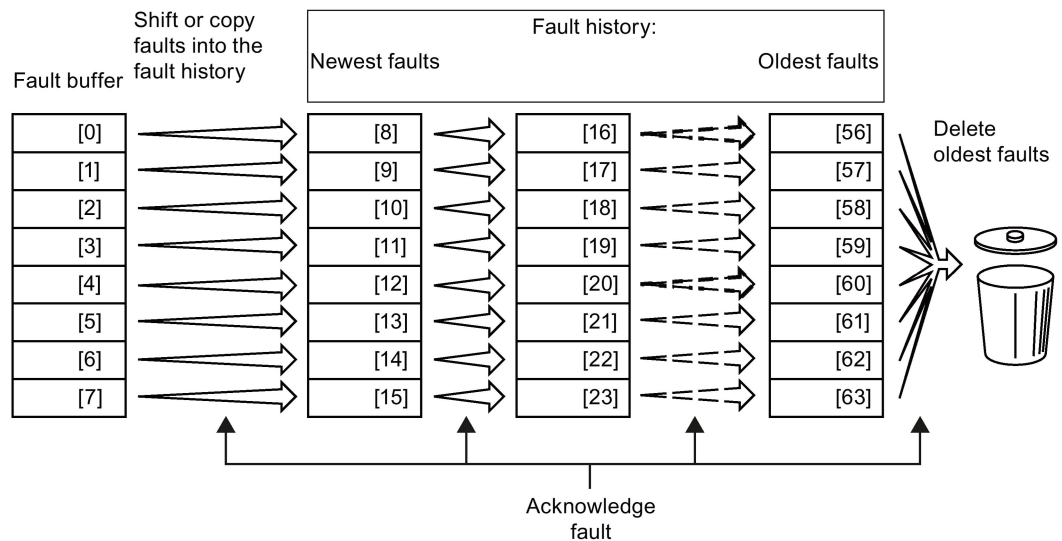 Shift or copy
faults into the
fault history
Fault history:
Fault buffer
Newest faults
Oldest faults
[0] [8] [16] [56]
[1] [9] [17] [57]
[2] [10] [18] [58]
[3] [11] [19] [59]
[4] [12] [20] [60]
[5] [13] [21] [61]
[6] [14] [22] [62]
[7] [15] [23] [63]
Delete
oldest faults
Acknowledge
fault